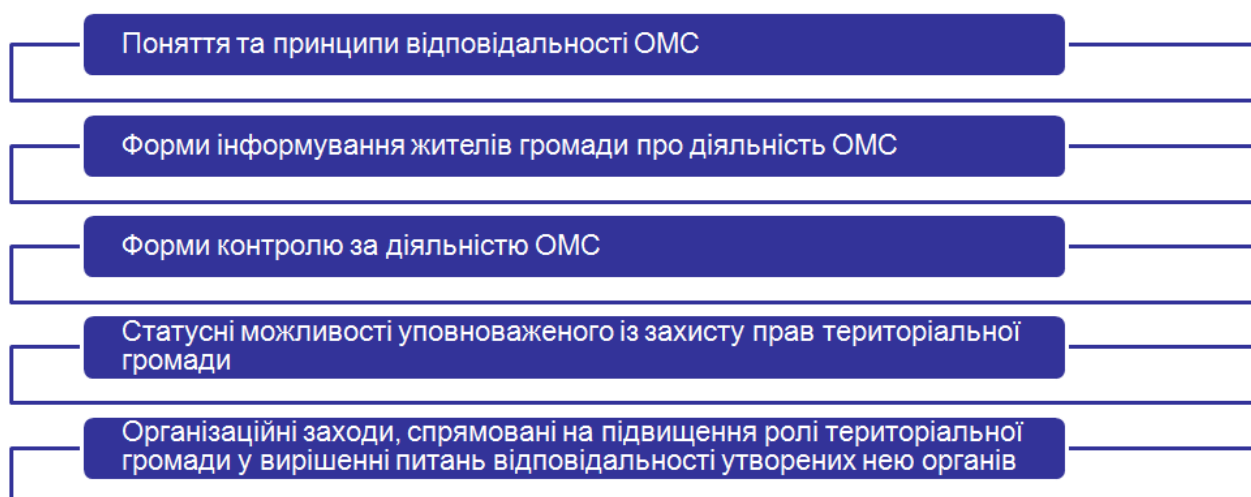 Поняття та принципи відповідальності ОМС
Форми інформування жителів громади про діяльність ОМС
Форми контролю за діяльністю ОМС
Статусні можливості уповноваженого із захисту прав територіальної
громади
Організаційні заходи, спрямовані на підвищення ролі територіальної
громади у вирішенні питань відповідальності утворених нею органів